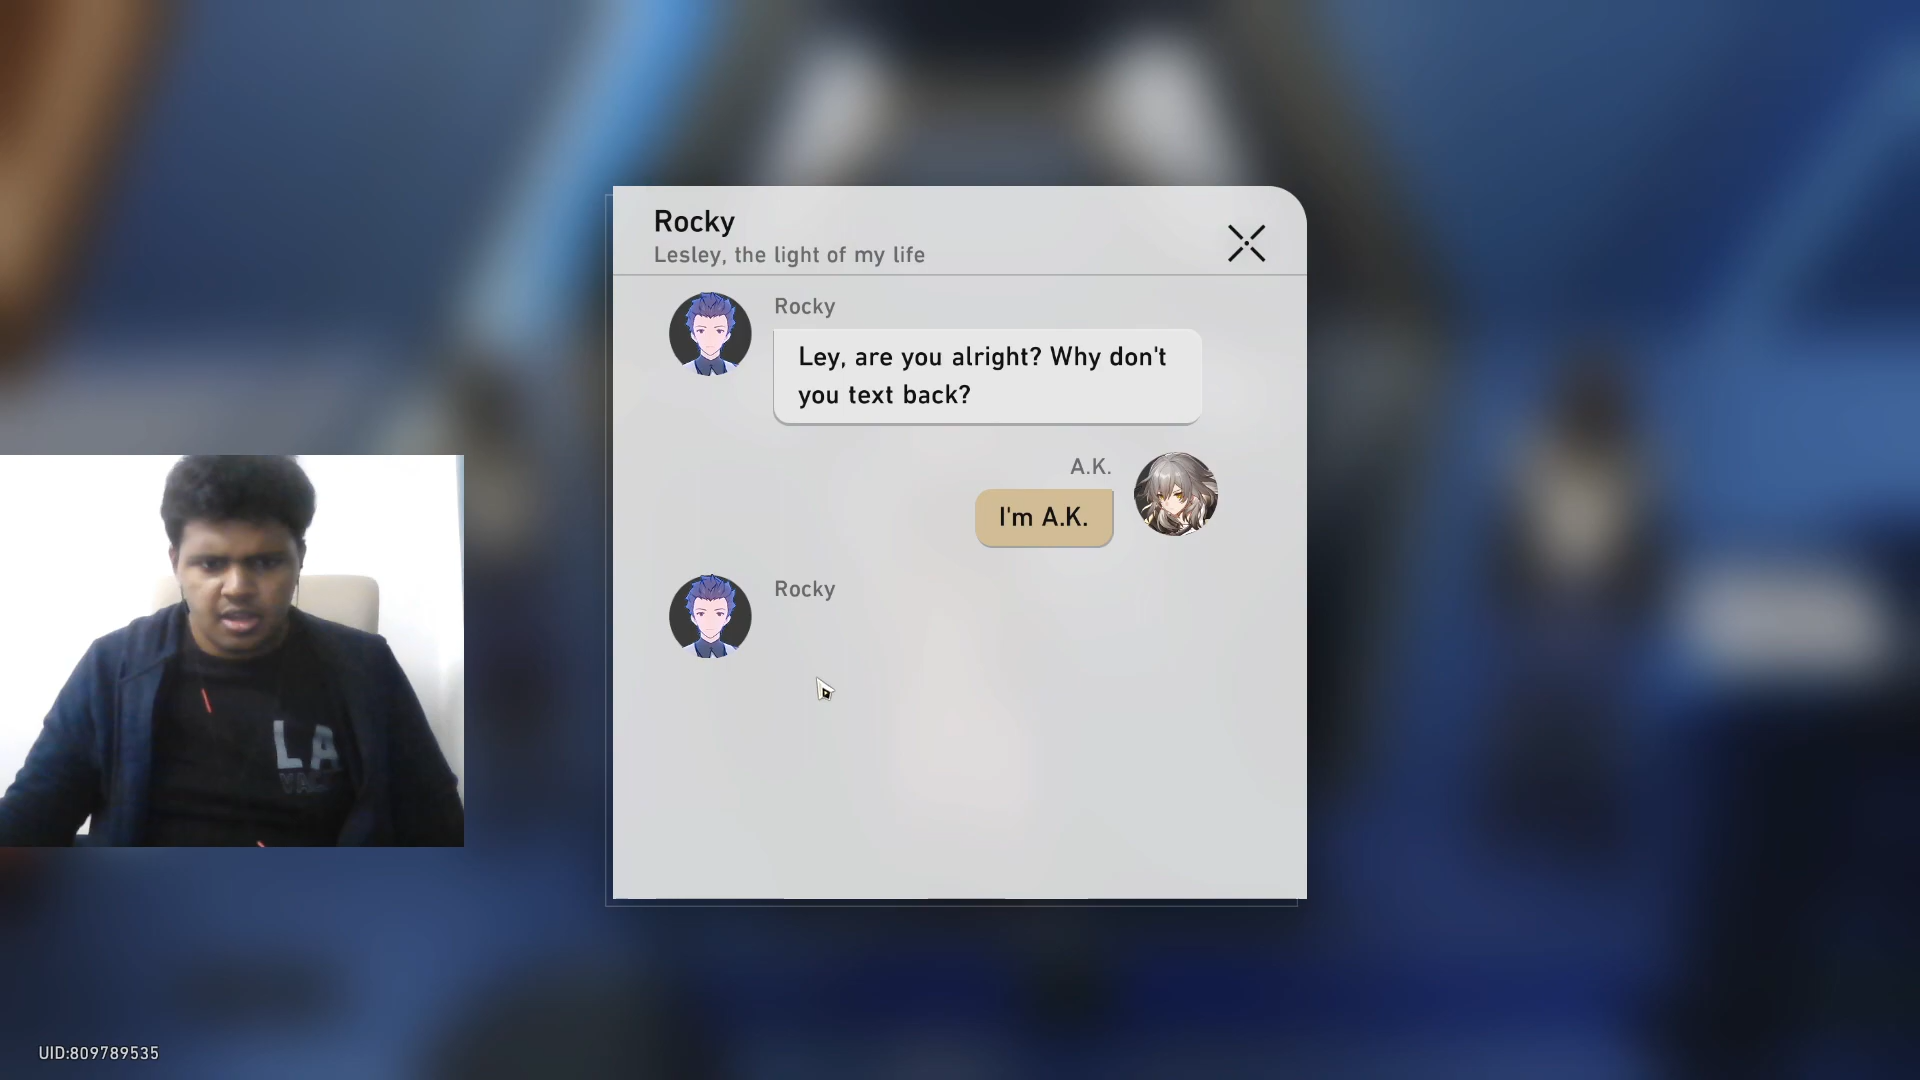 Rocky
Lesley, the light of my life
Rocky
Ley, are you alright? Why don't
you text back?
A.K.
I'm A.K.
Rocky
LA
UID:809789535